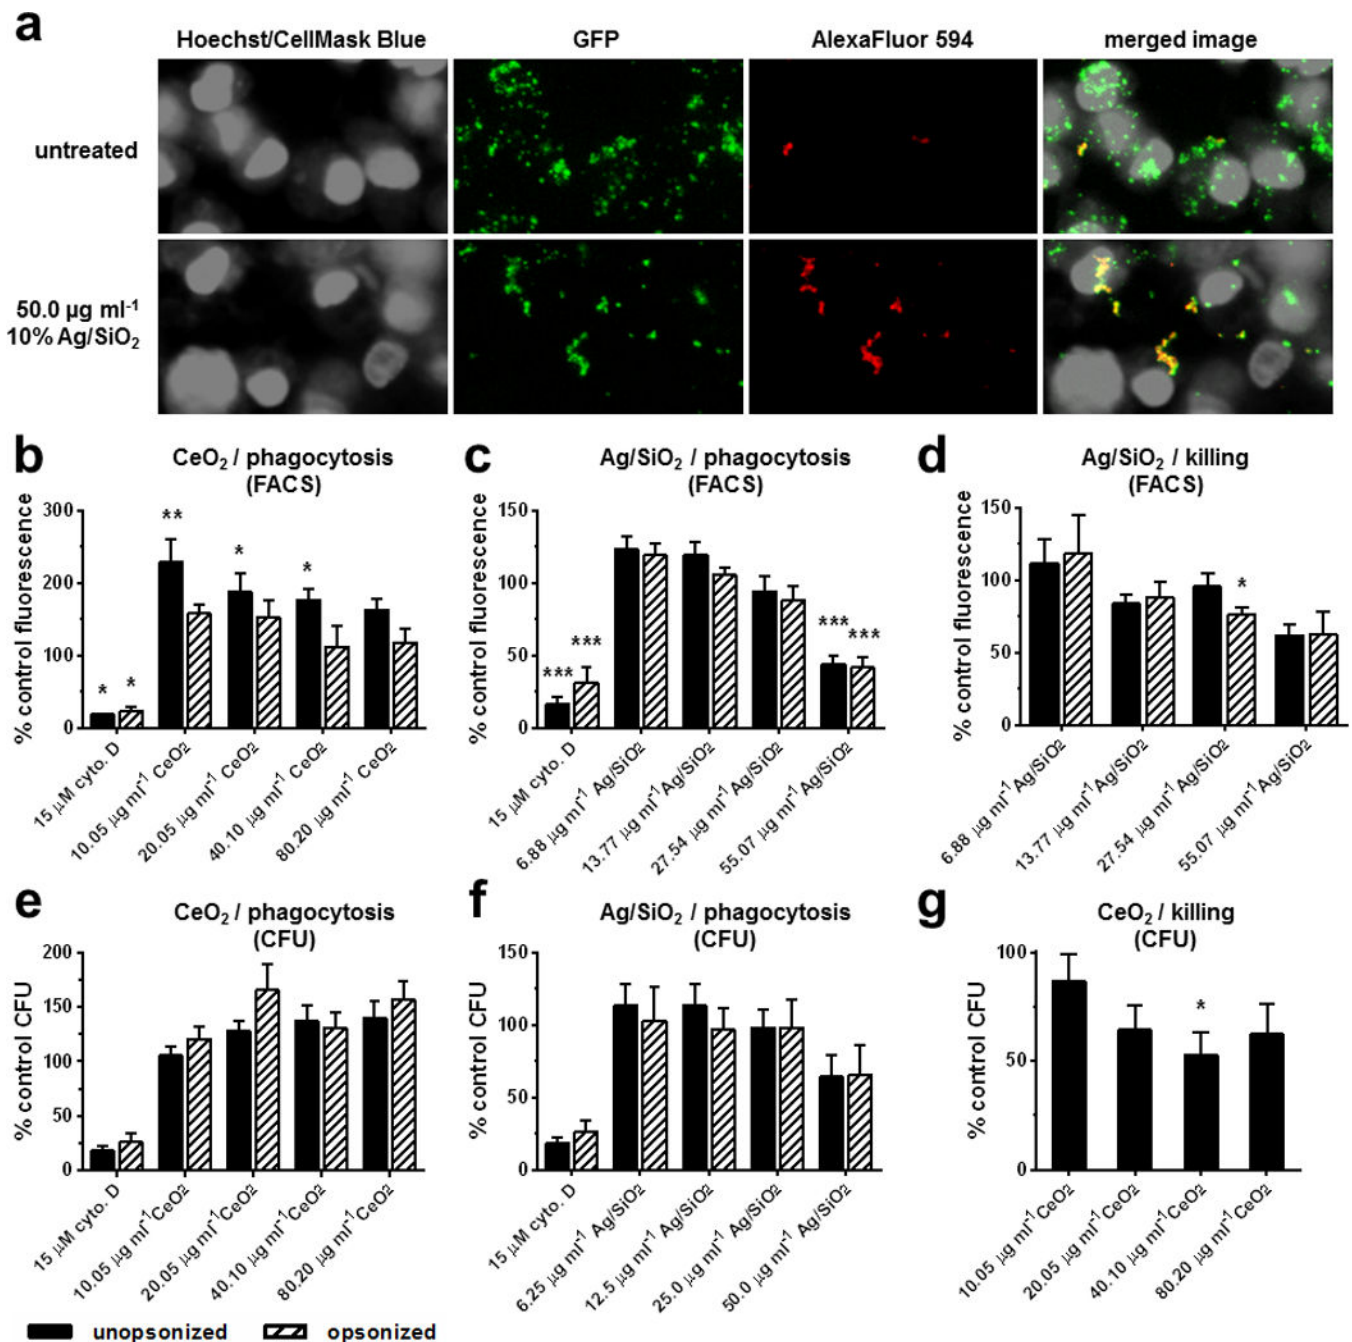 a
Hoechst/CellMask Blue GFP AlexaFluor 594 merged image
untreated
50.0 µg ml-1
10% Ag/SiO2
b
CeO2 / phagocytosis
(FACS)
% control fluorescence
300
200
100
0
** * * * *
15 µM cyto. D
10.05 µg ml-1 CeO2
20.05 µg ml-1 CeO2
40.10 µg ml-1 CeO2
80.20 µg ml-1 CeO2
c
Ag/SiO2 / phagocytosis
(FACS)
% control fluorescence
150
100
50
0
*** *** *** ***
15 µM cyto. D
6.88 µg ml-1 Ag/SiO2
13.77 µg ml-1 Ag/SiO2
27.54 µg ml-1 Ag/SiO2
55.07 µg ml-1 Ag/SiO2
d
Ag/SiO2 / killing
(FACS)
% control fluorescence
150
100
50
0
*
6.88 µg ml-1 Ag/SiO2
13.77 µg ml-1 Ag/SiO2
27.54 µg ml-1 Ag/SiO2
55.07 µg ml-1 Ag/SiO2
e
CeO2 / phagocytosis
(CFU)
% control CFU
200
150
100
50
0
15 µM cyto. D
10.05 µg ml-1 CeO2
20.05 µg ml-1 CeO2
40.10 µg ml-1 CeO2
80.20 µg ml-1 CeO2
f
Ag/SiO2 / phagocytosis
(CFU)
% control CFU
150
100
50
0
15 µM cyto. D
6.25 µg ml-1 Ag/SiO2
12.5 µg ml-1 Ag/SiO2
25.0 µg ml-1 Ag/SiO2
50.0 µg ml-1 Ag/SiO2
g
CeO2 / killing
(CFU)
% control CFU
100
50
0
*
10.05 µg ml-1 CeO2
20.05 µg ml-1 CeO2
40.10 µg ml-1 CeO2
80.20 µg ml-1 CeO2
unopsonized opsonized